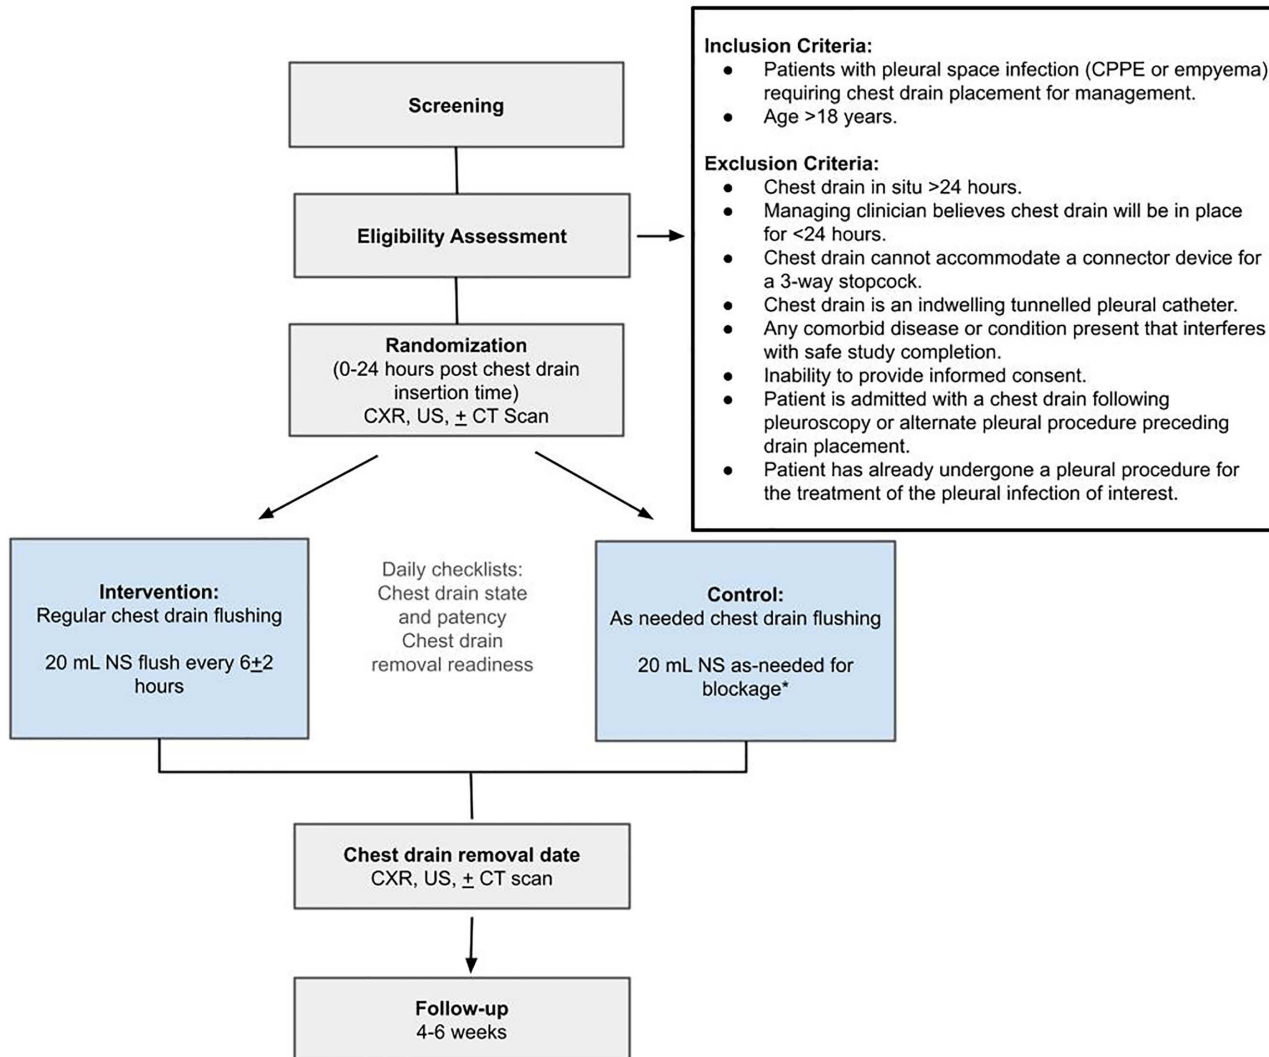 Screening
Eligibility Assessment
Randomization
(0-24 hours post chest drain
insertion time)
CXR, US, ± CT Scan
Inclusion Criteria:
● Patients with pleural space infection (CPPE or empyema)
requiring chest drain placement for management.
● Age >18 years.
Exclusion Criteria:
● Chest drain in situ >24 hours.
● Managing clinician believes chest drain will be in place
for <24 hours.
● Chest drain cannot accommodate a connector device for
a 3-way stopcock.
● Chest drain is an indwelling tunnelled pleural catheter.
● Any comorbid disease or condition present that interferes
with safe study completion.
● Inability to provide informed consent.
● Patient is admitted with a chest drain following
pleuroscopy or alternate pleural procedure preceding
drain placement.
● Patient has already undergone a pleural procedure for
the treatment of the pleural infection of interest.
Intervention:
Regular chest drain flushing
20 mL NS flush every 6±2
hours
Daily checklists:
Chest drain state
and patency
Chest drain
removal readiness
Control:
As needed chest drain flushing
20 mL NS as-needed for
blockage*
Chest drain removal date
CXR, US, ± CT scan
Follow-up
4-6 weeks